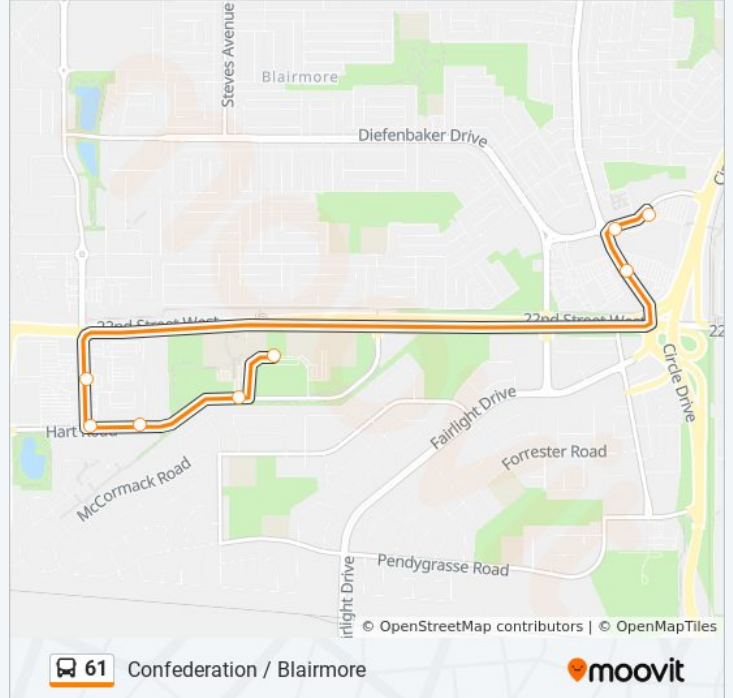 Steves Avenue
Blairmore
Diefenbaker Drive
22nd Street West
22nd Street West
22
Circle Drive
Hart Road
Fairlight Drive
McCormack Road
Forrester Road
Pendygrasse Road
irlight Drive
© OpenStreetMap contributors | © OpenMapTiles
61 Confederation / Blairmore
moovit